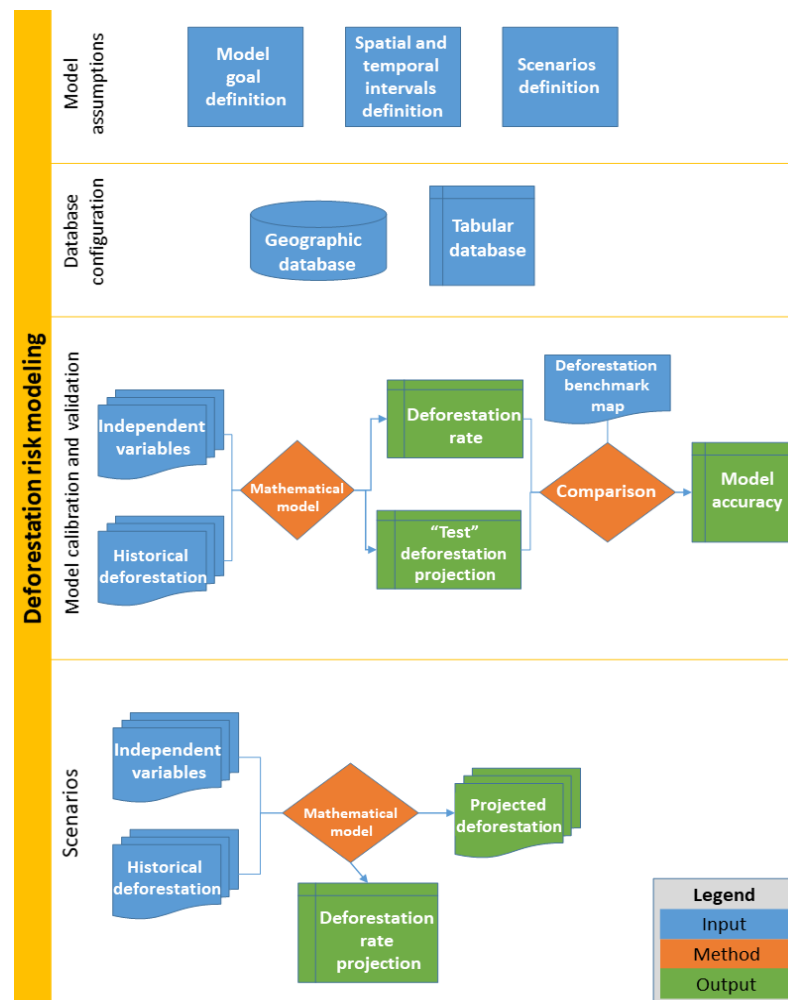 Deforestation risk modeling
Model
assumptions
Model
goal
definition
Spatial and
temporal
intervals
definition
Scenarios
definition
Database
configuration
Geographic
database
Tabular
database
Model calibration and validation
Independent
variables
Historical
deforestation
Mathematical
model
Deforestation
rate
“Test”
deforestation
projection
Deforestation
benchmark
map
Comparison
Model
accuracy
Scenarios
Independent
variables
Historical
deforestation
Mathematical
model
Projected
deforestation
Deforestation
rate
projection
Legend
Input
Method
Output